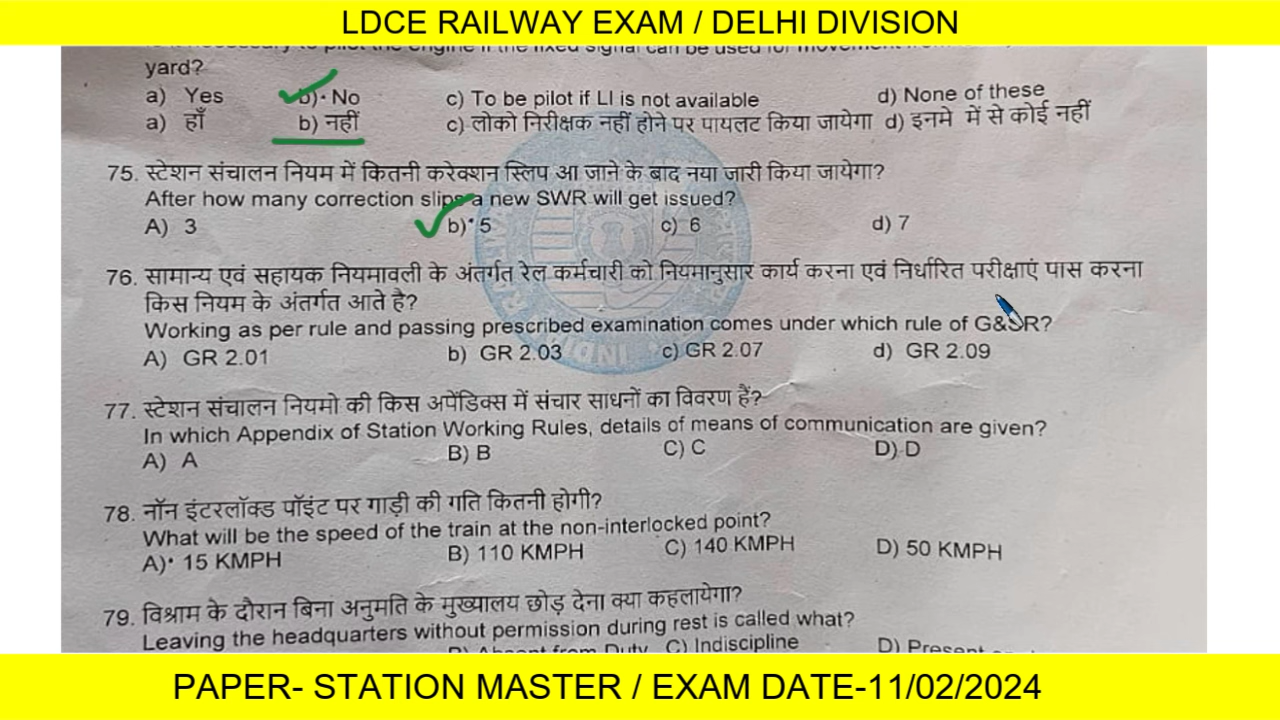 LDCE RAILWAY EXAM / DELHI DIVISION
yard?
a) Yes b) No c) To be pilot if LI is not available d) None of these
a) हाँ b) नहीं c) लोको निरीक्षक नहीं होने पर पायलट किया जायेगा d) इनमे में से कोई नहीं
75. स्टेशन संचालन नियम में कितनी करेक्शन स्लिप आ जाने के बाद नया जारी किया जायेगा?
After how many correction slips a new SWR will get issued?
A) 3 b) 5 c) 6 d) 7
76. सामान्य एवं सहायक नियमावली के अंतर्गत रेल कर्मचारी को नियमानुसार कार्य करना एवं निर्धारित परीक्षाएं पास करना
किस नियम के अंतर्गत आते है?
Working as per rule and passing prescribed examination comes under which rule of G&SR?
A) GR 2.01 b) GR 2.03 c) GR 2.07 d) GR 2.09
77. स्टेशन संचालन नियमो की किस अपेंडिक्स में संचार साधनों का विवरण हैं?
In which Appendix of Station Working Rules, details of means of communication are given?
A) A B) B C) C D) D
78. नॉन इंटरलॉक्ड पॉइंट पर गाड़ी की गति कितनी होगी?
What will be the speed of the train at the non-interlocked point?
A) 15 KMPH B) 110 KMPH C) 140 KMPH D) 50 KMPH
79. विश्राम के दौरान बिना अनुमति के मुख्यालय छोड़ देना क्या कहलायेगा?
Leaving the headquarters without permission during rest is called what?
B) Absent from Duty C) Indiscipline D) Present
PAPER- STATION MASTER / EXAM DATE-11/02/2024